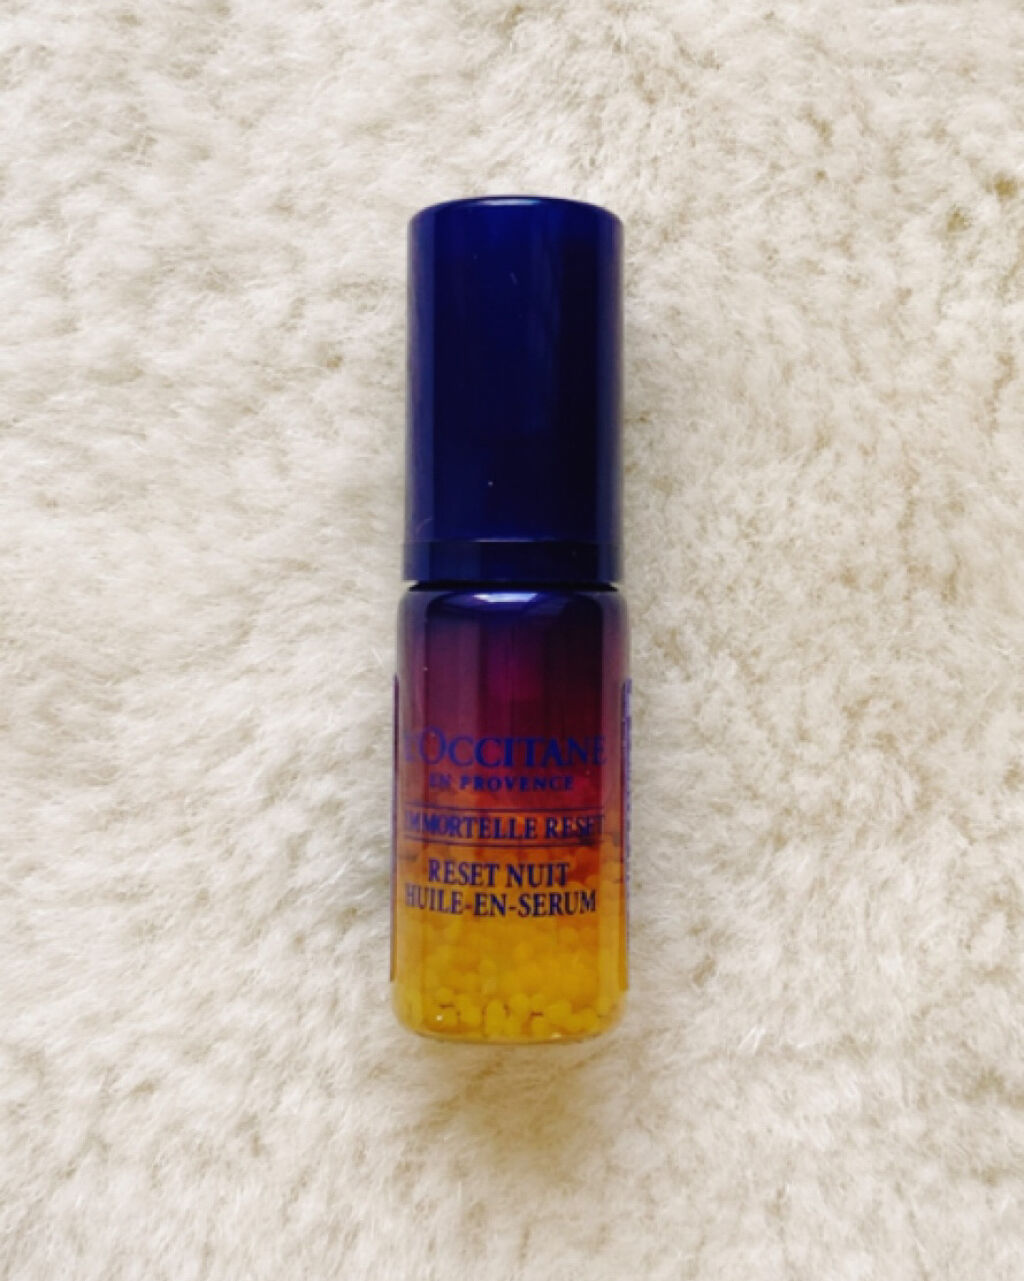 L'OCCITANE
EN PROVENCE
IMMORTELLE RESET
RESET NUIT
HUILE-EN-SERUM